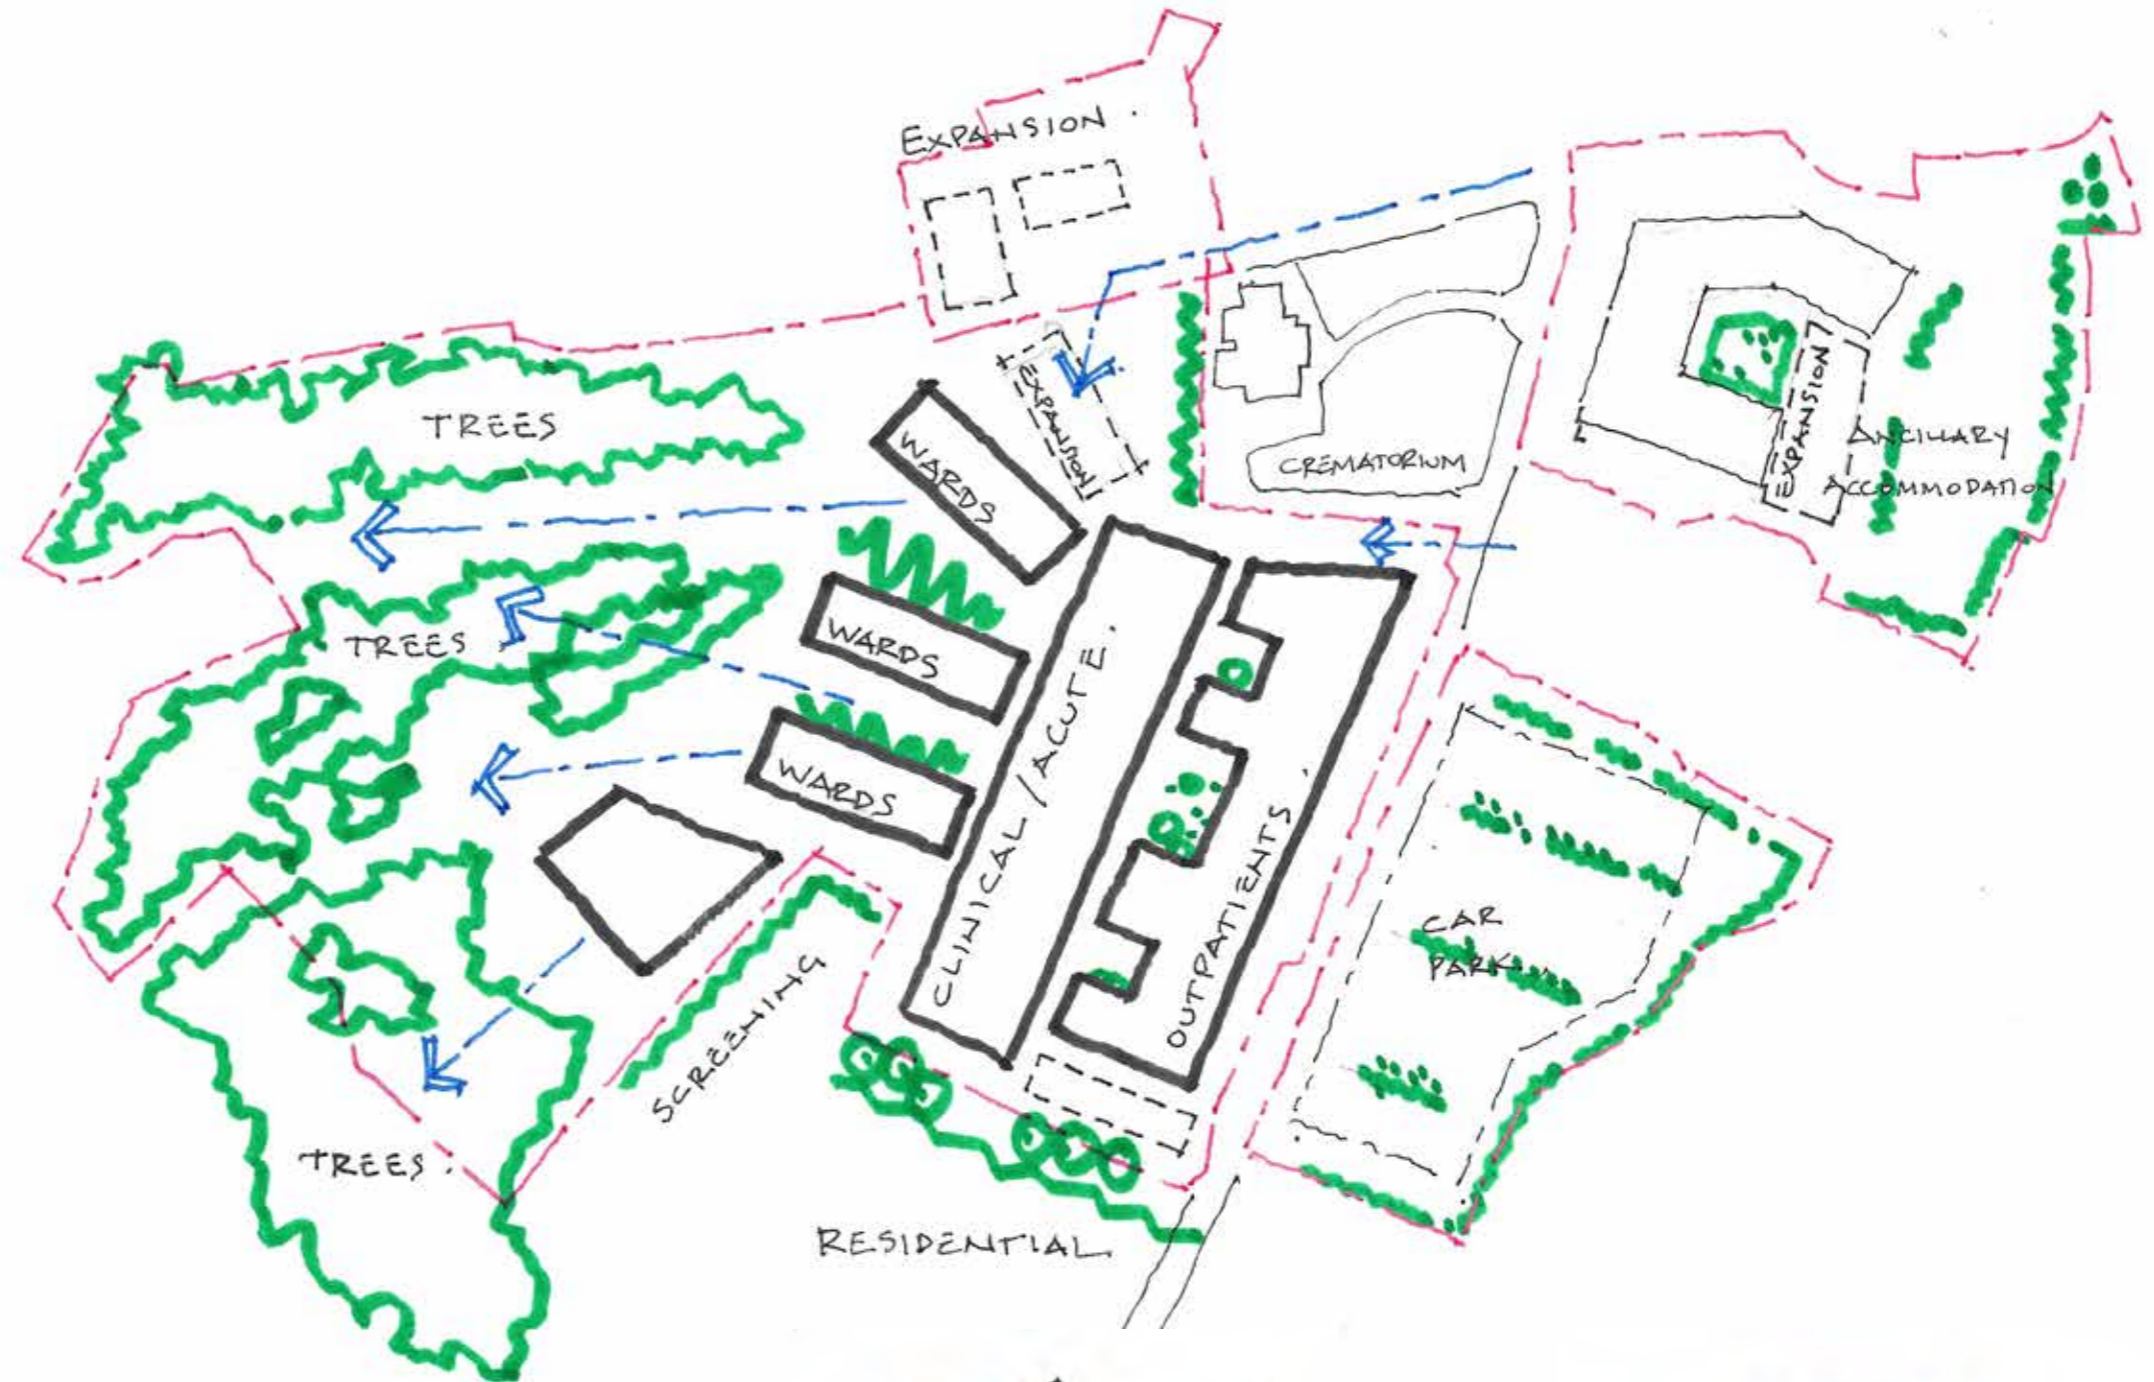 EXPANSION.
EXPANSION
EXPANSION
TREES
WARDS
CREMATORIUM
ANCILLARY
ACCOMMODATION
TREES
WARDS
WARDS
CLINICAL / ACUTE.
OUTPATIENTS
CAR
PARK
SCREENING
TREES
RESIDENTIAL